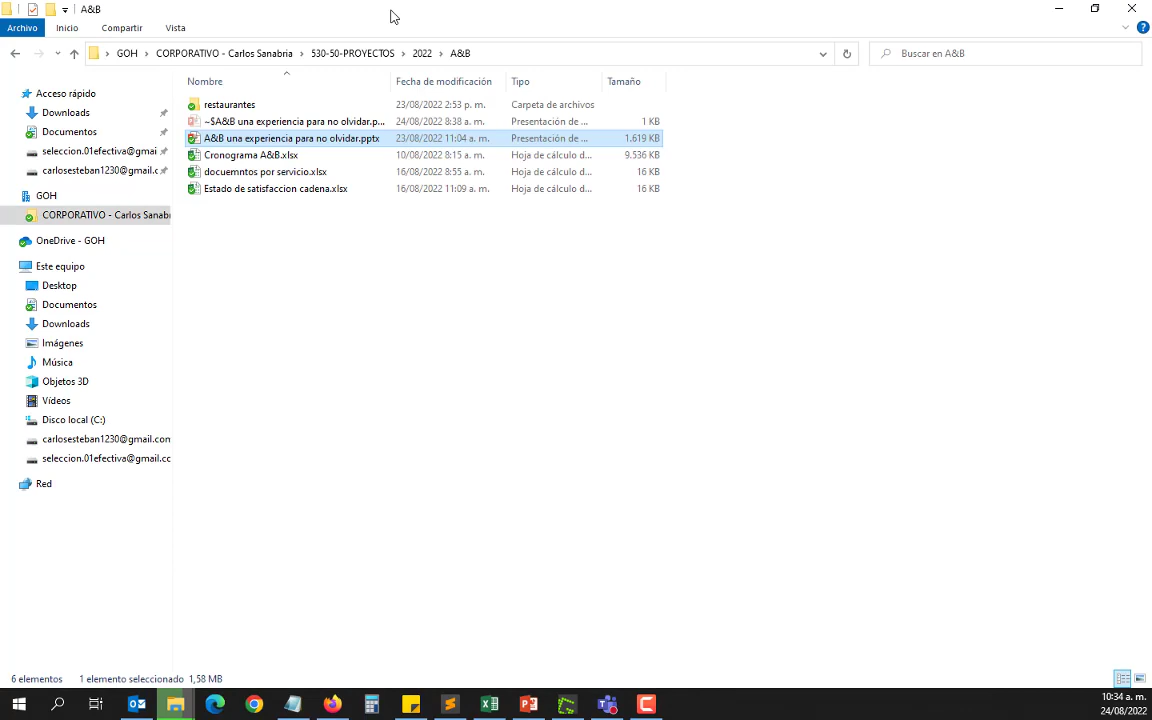 A&B
Archivo Inicio Compartir Vista
GOH CORPORATIVO - Carlos Sanabria 530-50-PROYECTOS 2022 A&B Buscar en A&B
Nombre Fecha de modificación Tipo Tamaño
restaurantes 23/08/2022 2:53 p. m. Carpeta de archivos
~$A&B una experiencia para no olvidar.p... 24/08/2022 8:38 a. m. Presentación de ... 1 KB
A&B una experiencia para no olvidar.pptx 23/08/2022 11:04 a. m. Presentación de ... 1.619 KB
Cronograma A&B.xlsx 10/08/2022 8:15 a. m. Hoja de cálculo d... 9.536 KB
docuemntos por servicio.xlsx 16/08/2022 8:55 a. m. Hoja de cálculo d... 16 KB
Estado de satisfaccion cadena.xlsx 16/08/2022 11:09 a. m. Hoja de cálculo d... 16 KB
Acceso rápido
Downloads
Documentos
seleccion.01efectiva@gmai
carlosesteban1230@gmail.c
GOH
CORPORATIVO - Carlos Sanab
OneDrive - GOH
Este equipo
Desktop
Documentos
Downloads
Imágenes
Música
Objetos 3D
Vídeos
Disco local (C:)
carlosesteban1230@gmail.con
seleccion.01efectiva@gmail.cc
Red
6 elementos 1 elemento seleccionado 1,58 MB
10:34 a. m.
24/08/2022